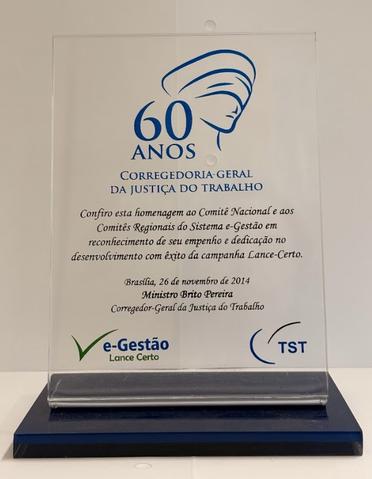 60
ANOS
CORREGEDORIA-GERAL
DA JUSTIÇA DO TRABALHO
Confiro esta homenagem ao Comitê Nacional e aos
Comitês Regionais do Sistema e-Gestão em
reconhecimento de seu empenho e dedicação no
desenvolvimento com êxito da campanha Lance-Certo.
Brasília, 26 de novembro de 2014
Ministro Brito Pereira
Corregedor-Geral da Justiça do Trabalho
e-Gestão
Lance Certo
TST